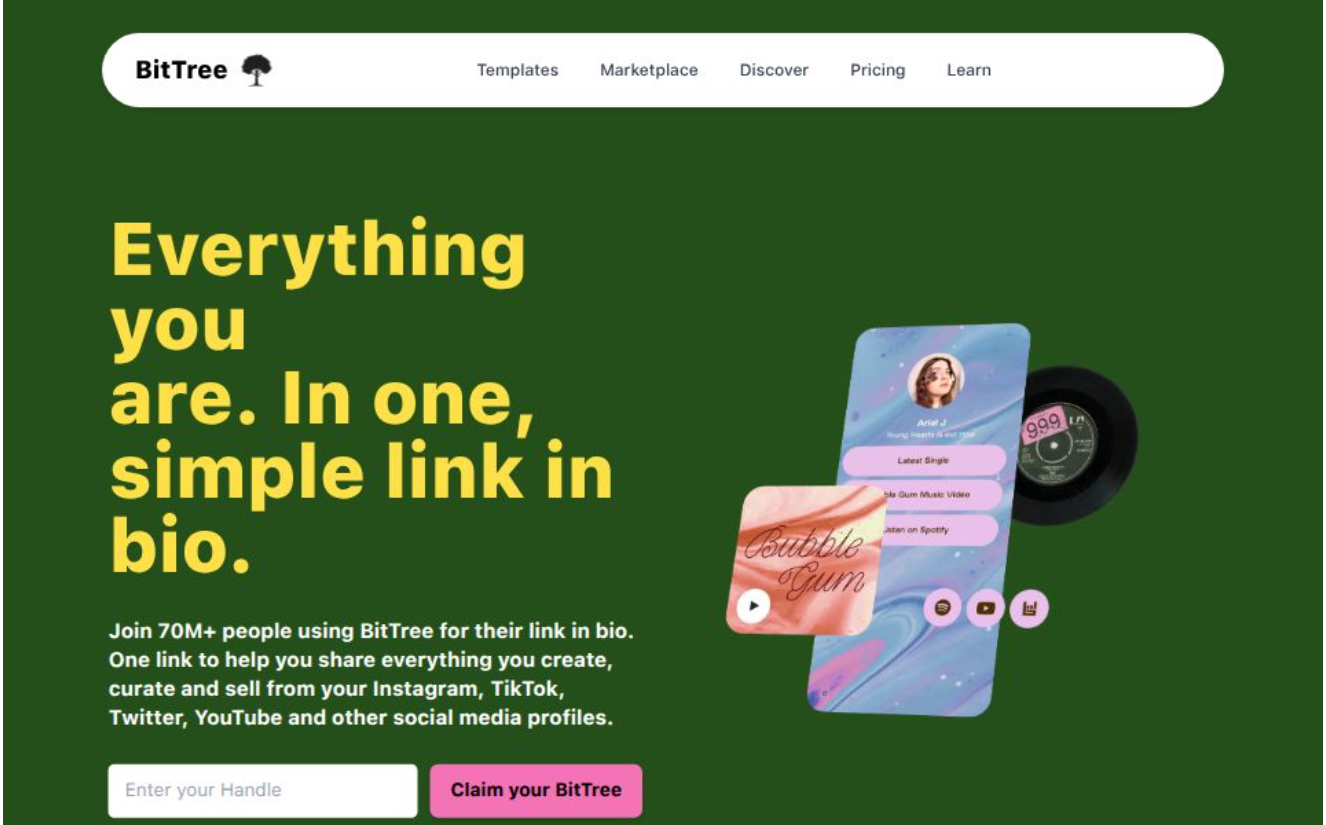 BitTree
Templates Marketplace Discover Pricing Learn
Everything
you
are. In one,
simple link in
bio.
Join 70M+ people using BitTree for their link in bio.
One link to help you share everything you create,
curate and sell from your Instagram, TikTok,
Twitter, YouTube and other social media profiles.
Enter your Handle
Claim your BitTree
Ariel J
Young Hearts is out now
Latest Single
ble Gum Music Video
Listen on Spotify
Bubble
Gum
999